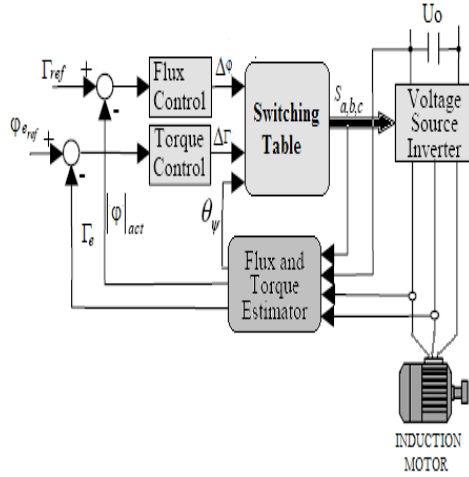 Uo
Γref
+
-
Flux
Control
Δφ
Switching
Table
Sa,b,c
Voltage
Source
Inverter
φeref
+
-
Torque
Control
ΔΓ
Γe
|φ|act
θψ
Flux and
Torque
Estimator
INDUCTION
MOTOR